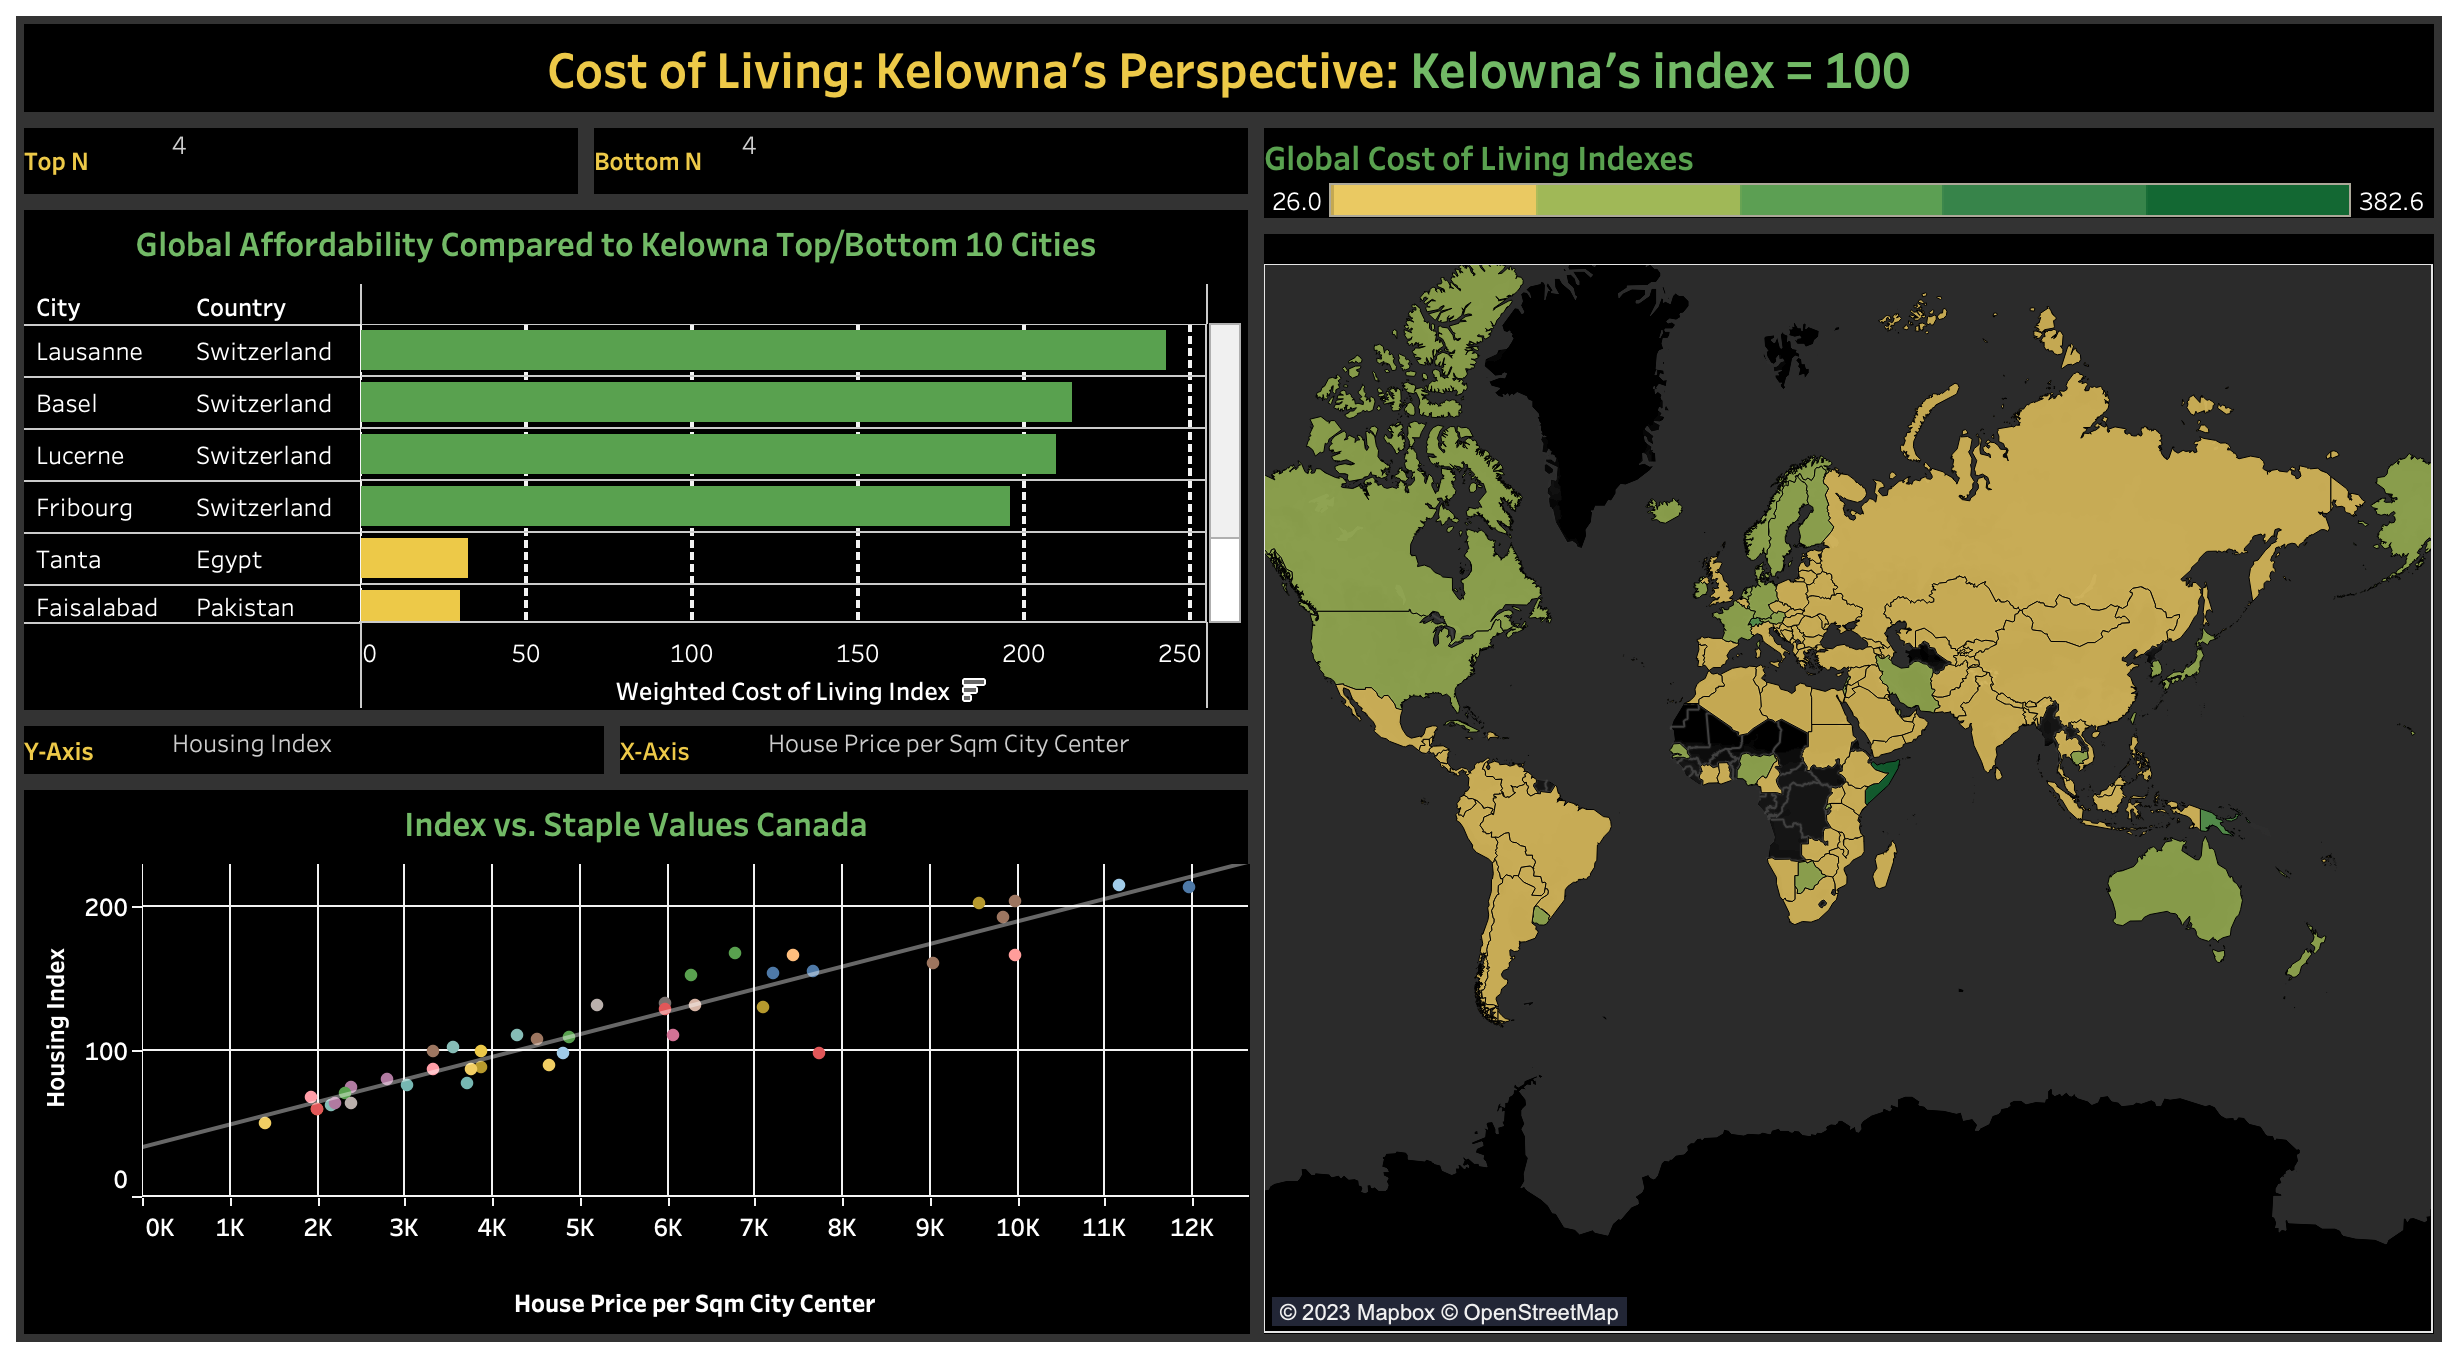 Cost of Living: Kelowna’s Perspective: Kelowna’s index = 100
Top N
4
Bottom N
4
Global Affordability Compared to Kelowna Top/Bottom 10 Cities
City Country
Lausanne Switzerland
Basel Switzerland
Lucerne Switzerland
Fribourg Switzerland
Tanta Egypt
Faisalabad Pakistan
0 50 100 150 200 250
Weighted Cost of Living Index
Y-Axis
Housing Index
X-Axis
House Price per Sqm City Center
Index vs. Staple Values Canada
Housing Index
200
100
0
0K 1K 2K 3K 4K 5K 6K 7K 8K 9K 10K 11K 12K
House Price per Sqm City Center
Global Cost of Living Indexes
26.0 382.6
© 2023 Mapbox © OpenStreetMap